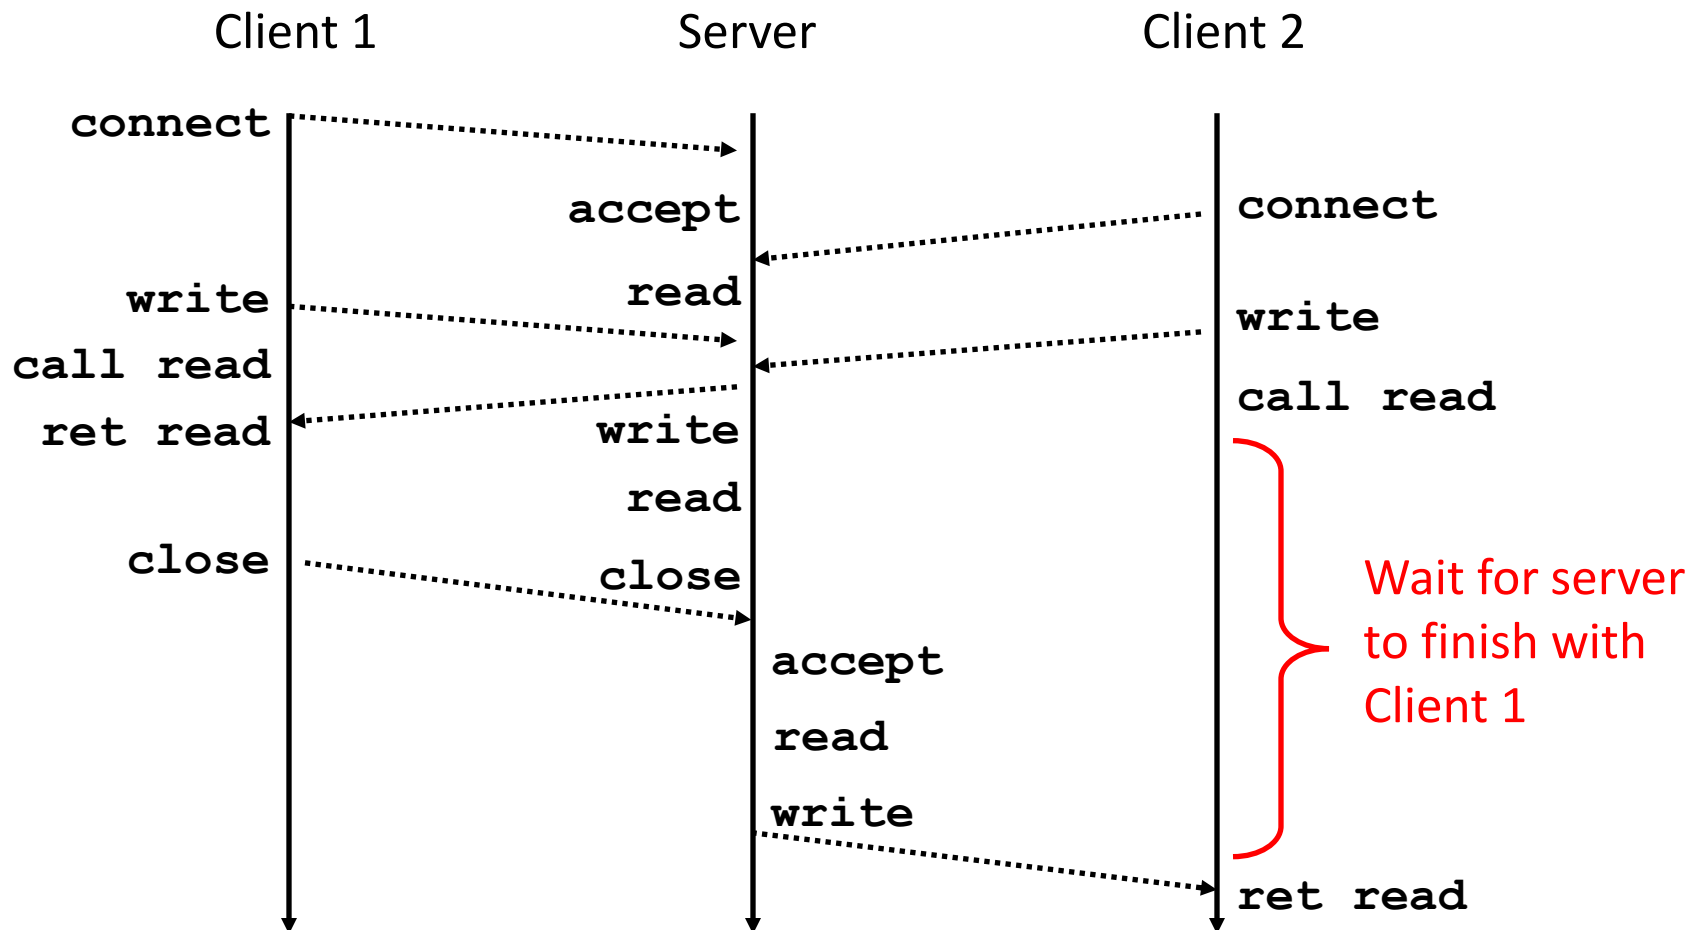 Client 1
Server
Client 2
connect
accept
connect
read
write
write
call read
call read
ret read
write
read
close
close
Wait for server
to finish with
Client 1
accept
read
write
ret read